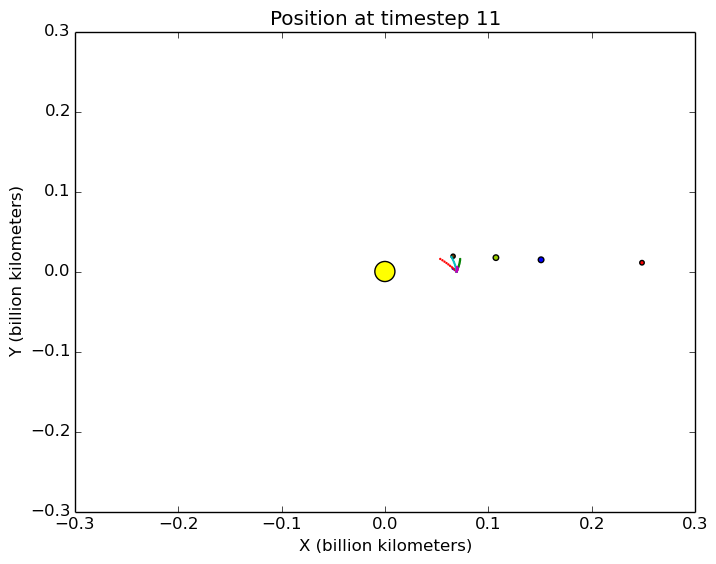 Position at timestep 11
0.3
0.2
0.1
0.0
−0.1
−0.2
−0.3
Y (billion kilometers)
−0.3 −0.2 −0.1 0.0 0.1 0.2 0.3
X (billion kilometers)